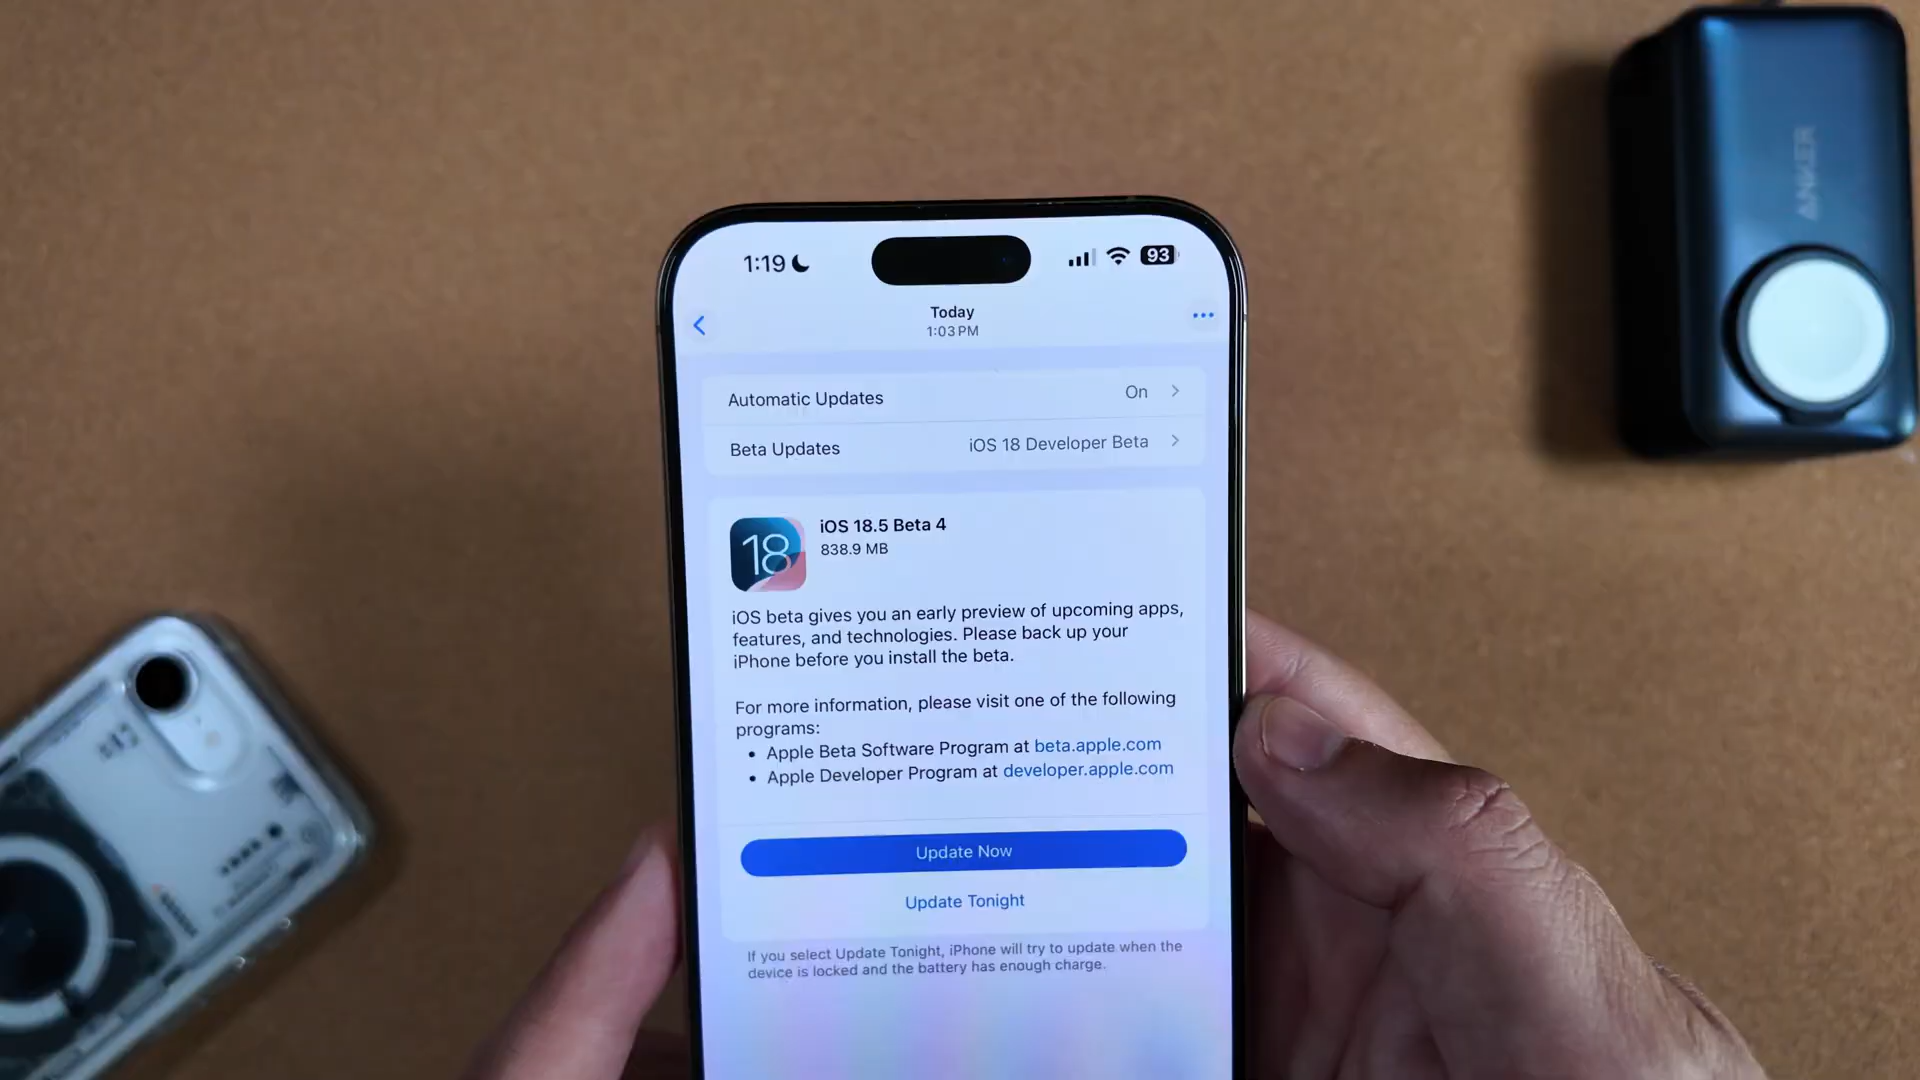 ANKER
1:19
93
Today
1:03 PM
Automatic Updates
On
Beta Updates
iOS 18 Developer Beta
18
iOS 18.5 Beta 4
838.9 MB
iOS beta gives you an early preview of upcoming apps,
features, and technologies. Please back up your
iPhone before you install the beta.
For more information, please visit one of the following
programs:
• Apple Beta Software Program at beta.apple.com
• Apple Developer Program at developer.apple.com
Update Now
Update Tonight
If you select Update Tonight, iPhone will try to update when the
device is locked and the battery has enough charge.